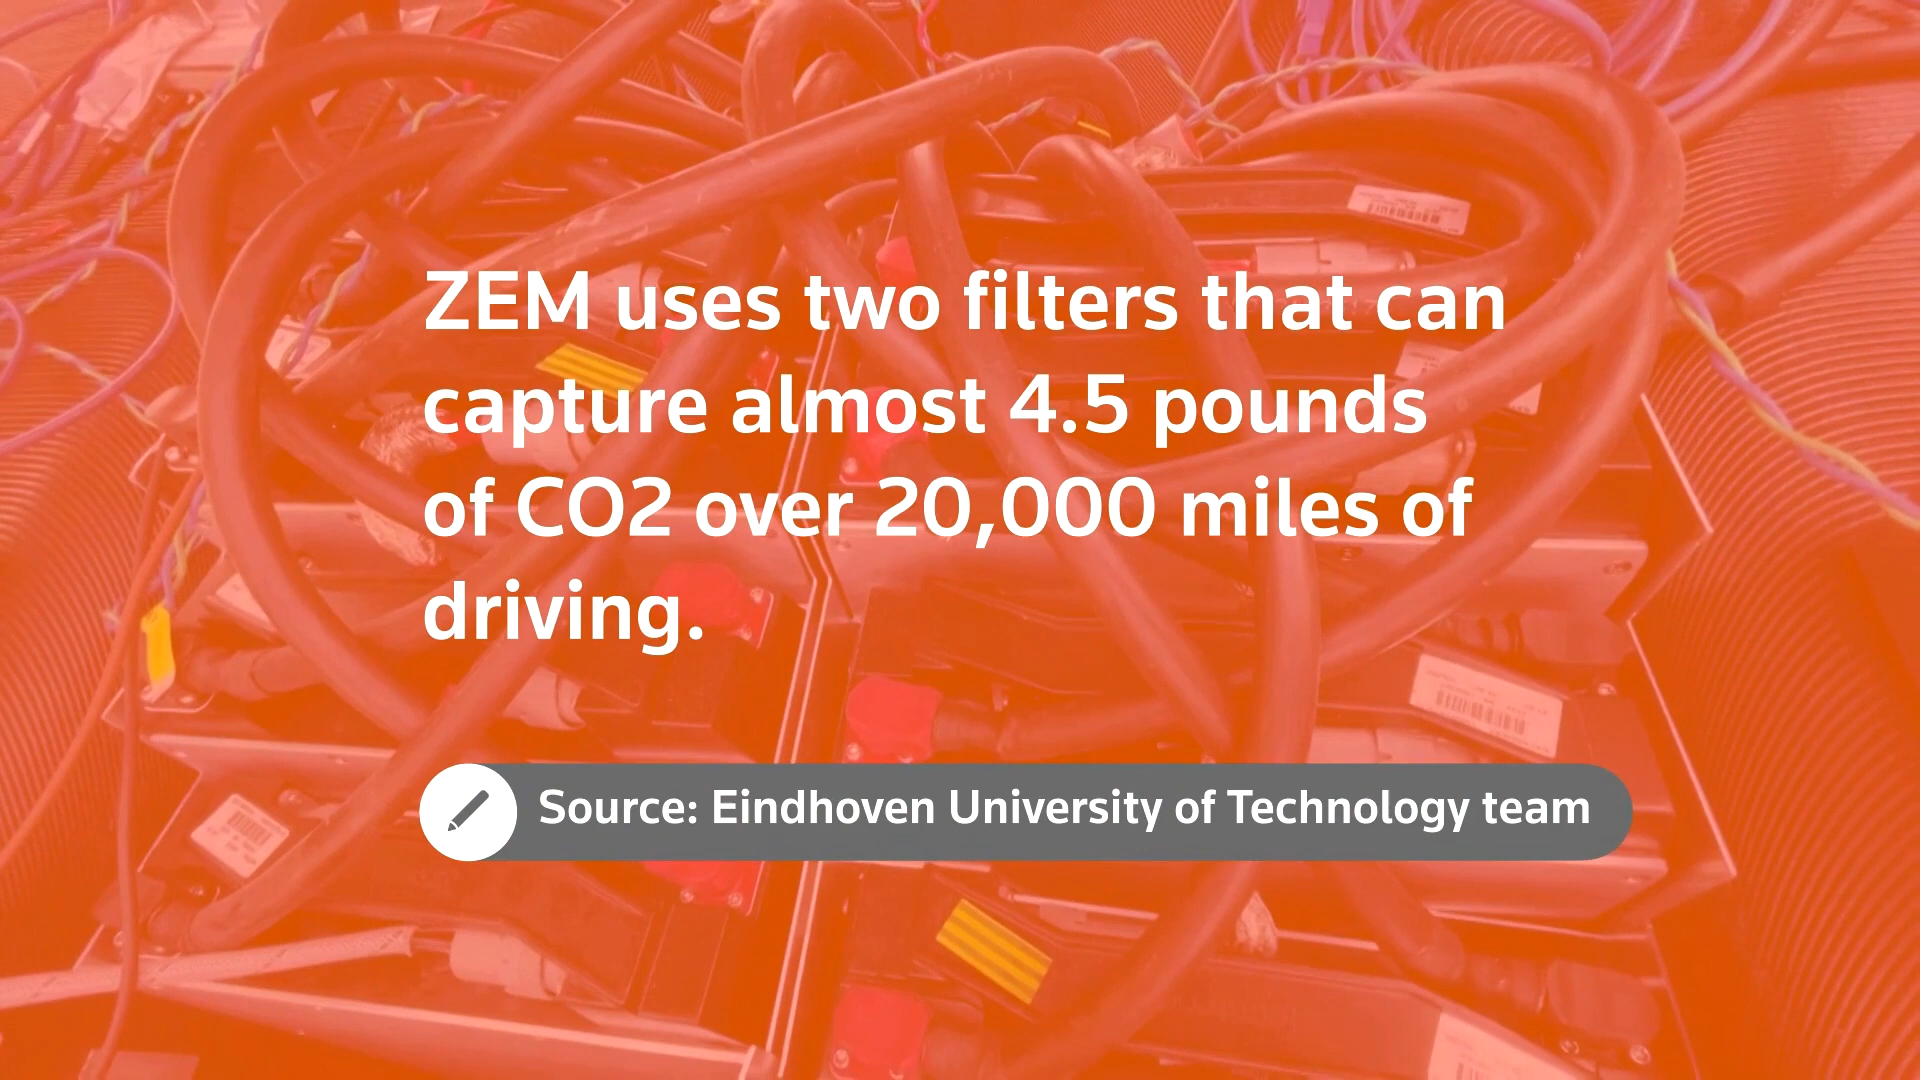 ZEM uses two filters that can
capture almost 4.5 pounds
of CO2 over 20,000 miles of
driving.
Source: Eindhoven University of Technology team